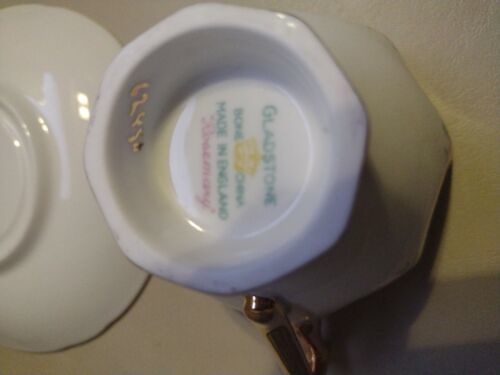 GLADSTONE
BONE CHINA
MADE IN ENGLAND
"Rosemary"